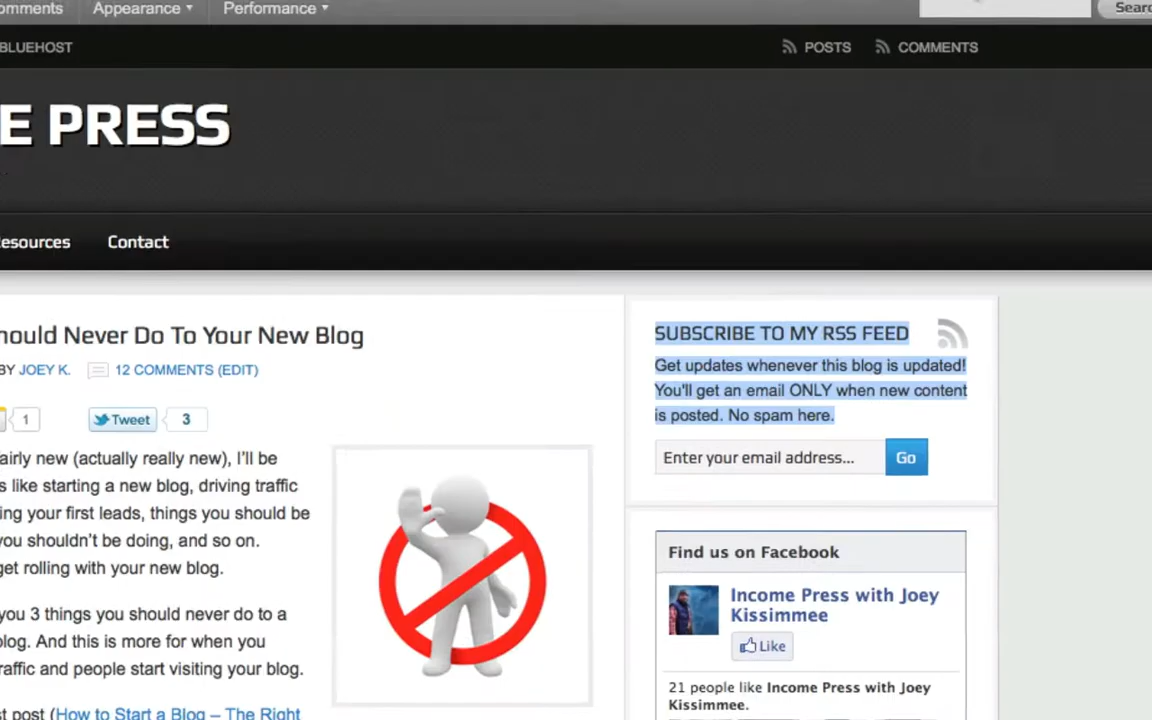 omments Appearance Performance Sear
BLUEHOST POSTS COMMENTS
E PRESS
esources Contact
hould Never Do To Your New Blog
BY JOEY K. 12 COMMENTS (EDIT)
1 Tweet 3
airly new (actually really new), I'll be
s like starting a new blog, driving traffic
ing your first leads, things you should be
you shouldn't be doing, and so on.
get rolling with your new blog.
you 3 things you should never do to a
blog. And this is more for when you
raffic and people start visiting your blog.
st post (How to Start a Blog – The Right
SUBSCRIBE TO MY RSS FEED
Get updates whenever this blog is updated!
You'll get an email ONLY when new content
is posted. No spam here.
Enter your email address... Go
Find us on Facebook
Income Press with Joey
Kissimmee
Like
21 people like Income Press with Joey
Kissimmee.